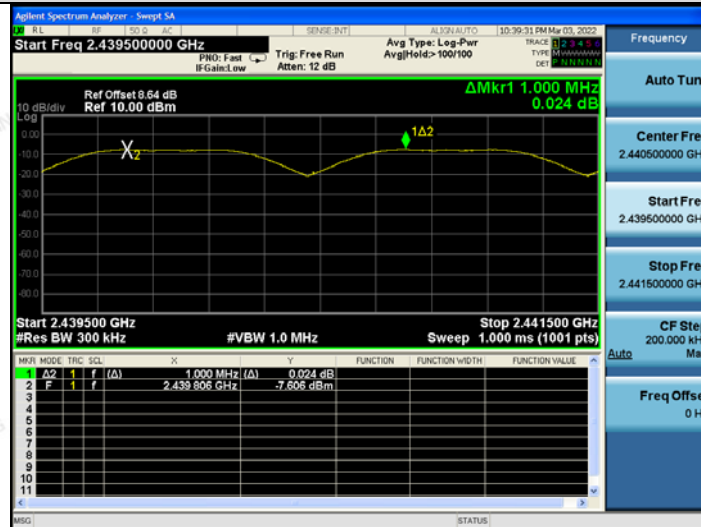 Agilent Spectrum Analyzer - Swept SA
RL RF 50 Ω AC SENSE:INT ALIGN AUTO 10:39:31 PM Mar 03, 2022
Start Freq 2.439500000 GHz
PNO: Fast
IFGain:Low
Trig: Free Run
Atten: 12 dB
Avg Type: Log-Pwr
Avg|Hold:>100/100
TRACE 1 2 3 4 5 6
TYPE M
DET P N N N N N
Ref Offset 8.64 dB
Ref 10.00 dBm
10 dB/div
Log
ΔMkr1 1.000 MHz
0.024 dB
0.00
-10.0
-20.0
-30.0
-40.0
-50.0
-60.0
-70.0
-80.0
X2
1Δ2
Start 2.439500 GHz
Stop 2.441500 GHz
#Res BW 300 kHz
#VBW 1.0 MHz
Sweep 1.000 ms (1001 pts)
MKR MODE TRC SCL X Y FUNCTION FUNCTION WIDTH FUNCTION VALUE
1 Δ2 1 f (Δ) 1.000 MHz (Δ) 0.024 dB
2 F 1 f 2.439 806 GHz -7.606 dBm
3
4
5
6
7
8
9
10
11
MSG
STATUS
Frequency
Auto Tun
Center Fre
2.440500000 GH
Start Fre
2.439500000 GH
Stop Fre
2.441500000 GH
CF Ste
200.000 kH
Auto Ma
Freq Offse
0 H